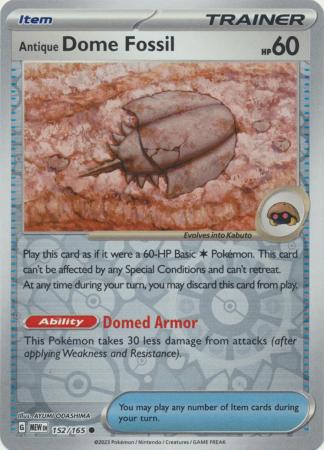 Item
TRAINER
Antique Dome Fossil
HP 60
Evolves into Kabuto
Play this card as if it were a 60-HP Basic Pokémon. This card
can't be affected by any Special Conditions and can't retreat.
At any time during your turn, you may discard this card from play.
Ability Domed Armor
This Pokémon takes 30 less damage from attacks (after
applying Weakness and Resistance).
Illus. AYUMI ODASHIMA
G MEW EN 152/165
You may play any number of Item cards during
your turn.
©2023 Pokémon / Nintendo / Creatures / GAME FREAK